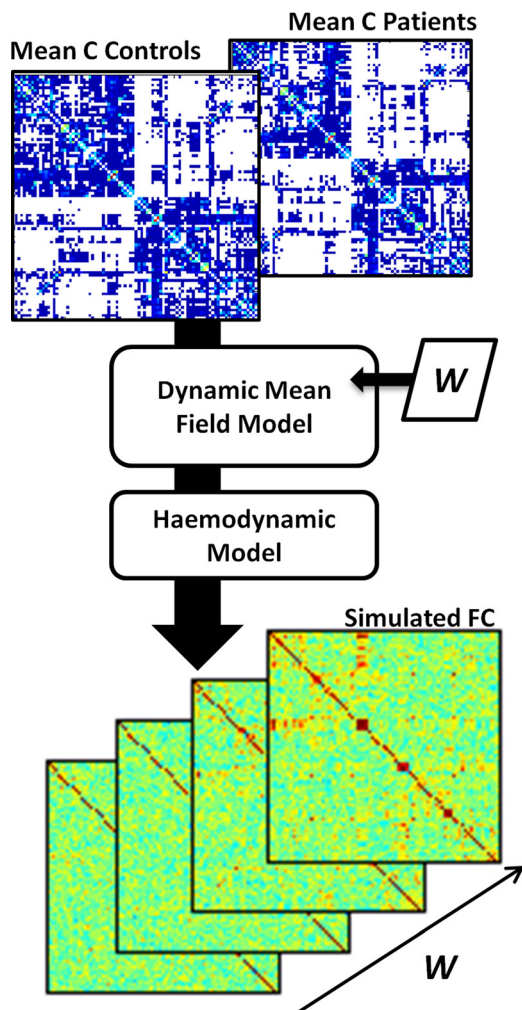 Mean C Patients
Mean C Controls
Dynamic Mean
Field Model
W
Haemodynamic
Model
Simulated FC
W